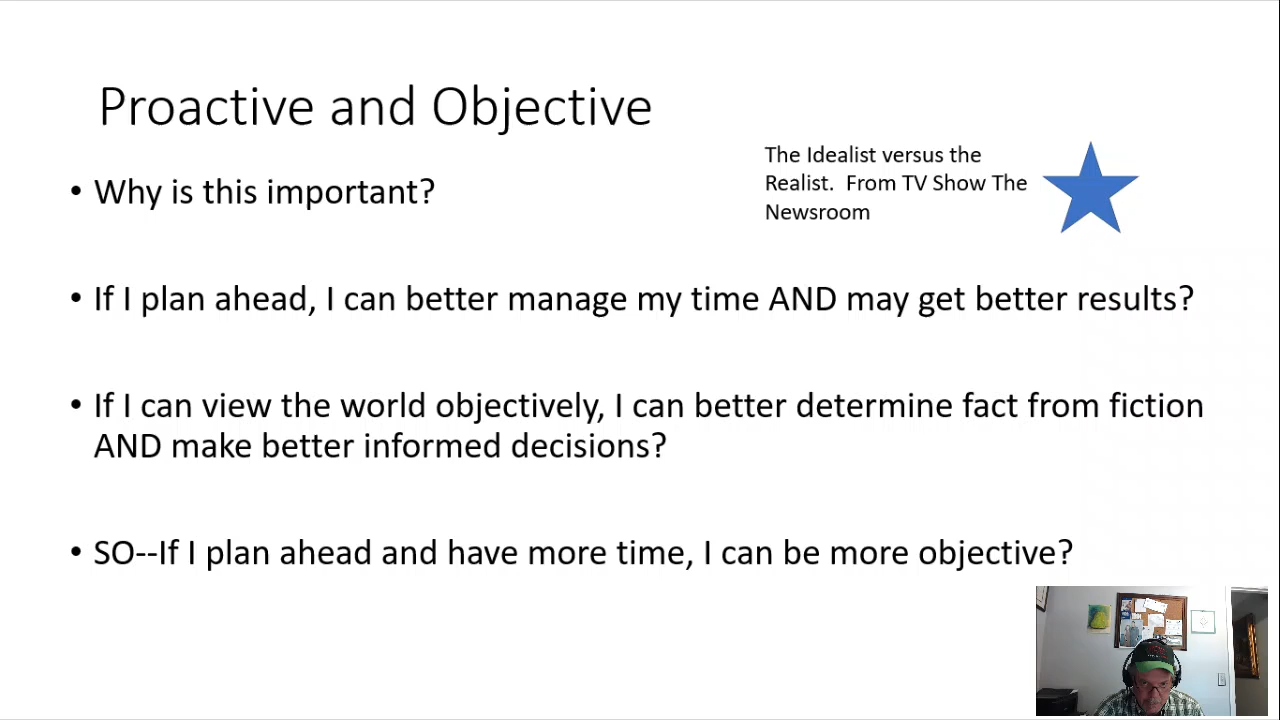 Proactive and Objective
The Idealist versus the
Realist. From TV Show The
Newsroom
• Why is this important?
• If I plan ahead, I can better manage my time AND may get better results?
• If I can view the world objectively, I can better determine fact from fiction
AND make better informed decisions?
• SO--If I plan ahead and have more time, I can be more objective?